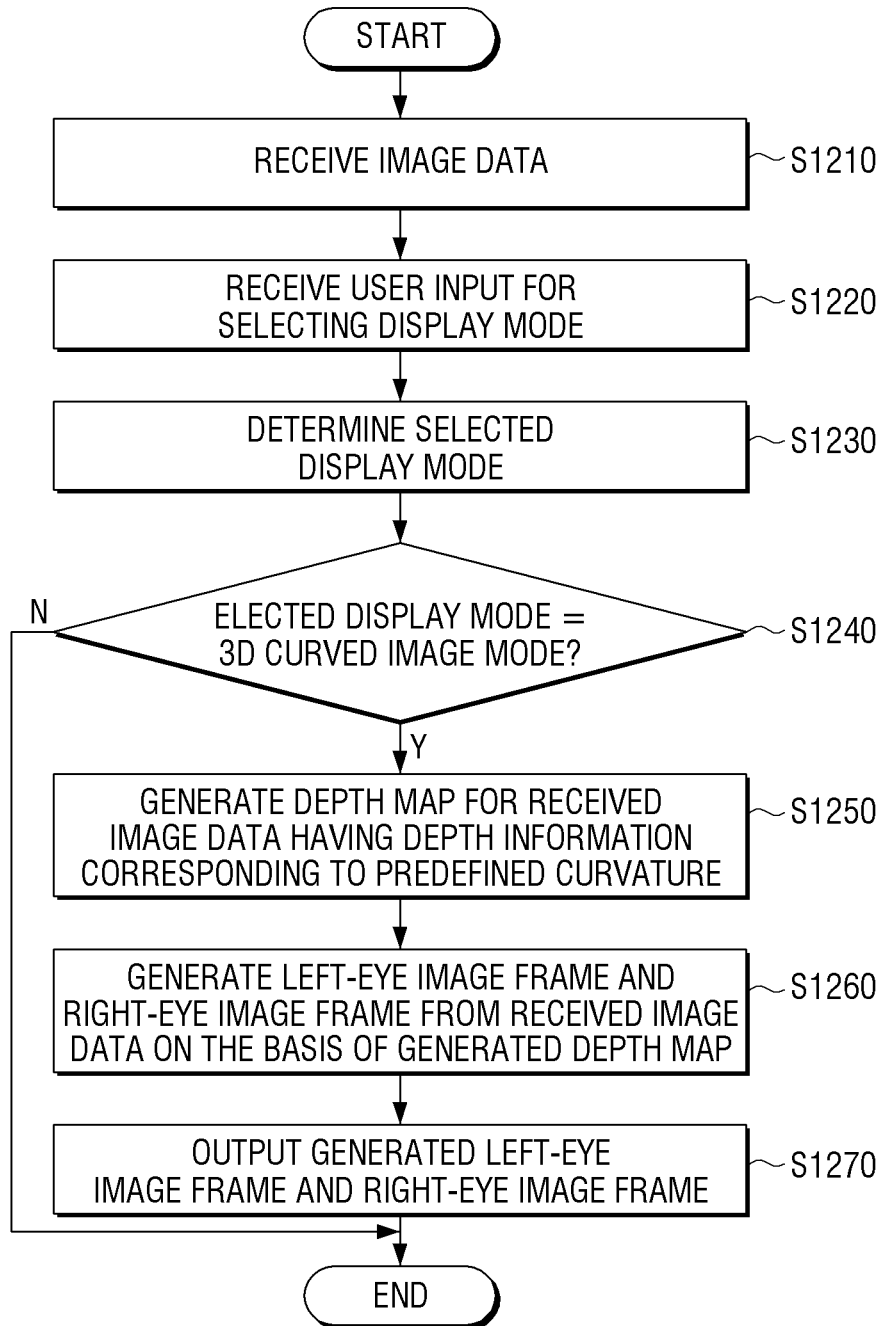 START
RECEIVE IMAGE DATA
S1210
RECEIVE USER INPUT FOR
SELECTING DISPLAY MODE
S1220
DETERMINE SELECTED
DISPLAY MODE
S1230
N
ELECTED DISPLAY MODE =
3D CURVED IMAGE MODE?
S1240
Y
GENERATE DEPTH MAP FOR RECEIVED
IMAGE DATA HAVING DEPTH INFORMATION
CORRESPONDING TO PREDEFINED CURVATURE
S1250
GENERATE LEFT-EYE IMAGE FRAME AND
RIGHT-EYE IMAGE FRAME FROM RECEIVED IMAGE
DATA ON THE BASIS OF GENERATED DEPTH MAP
S1260
OUTPUT GENERATED LEFT-EYE
IMAGE FRAME AND RIGHT-EYE IMAGE FRAME
S1270
END